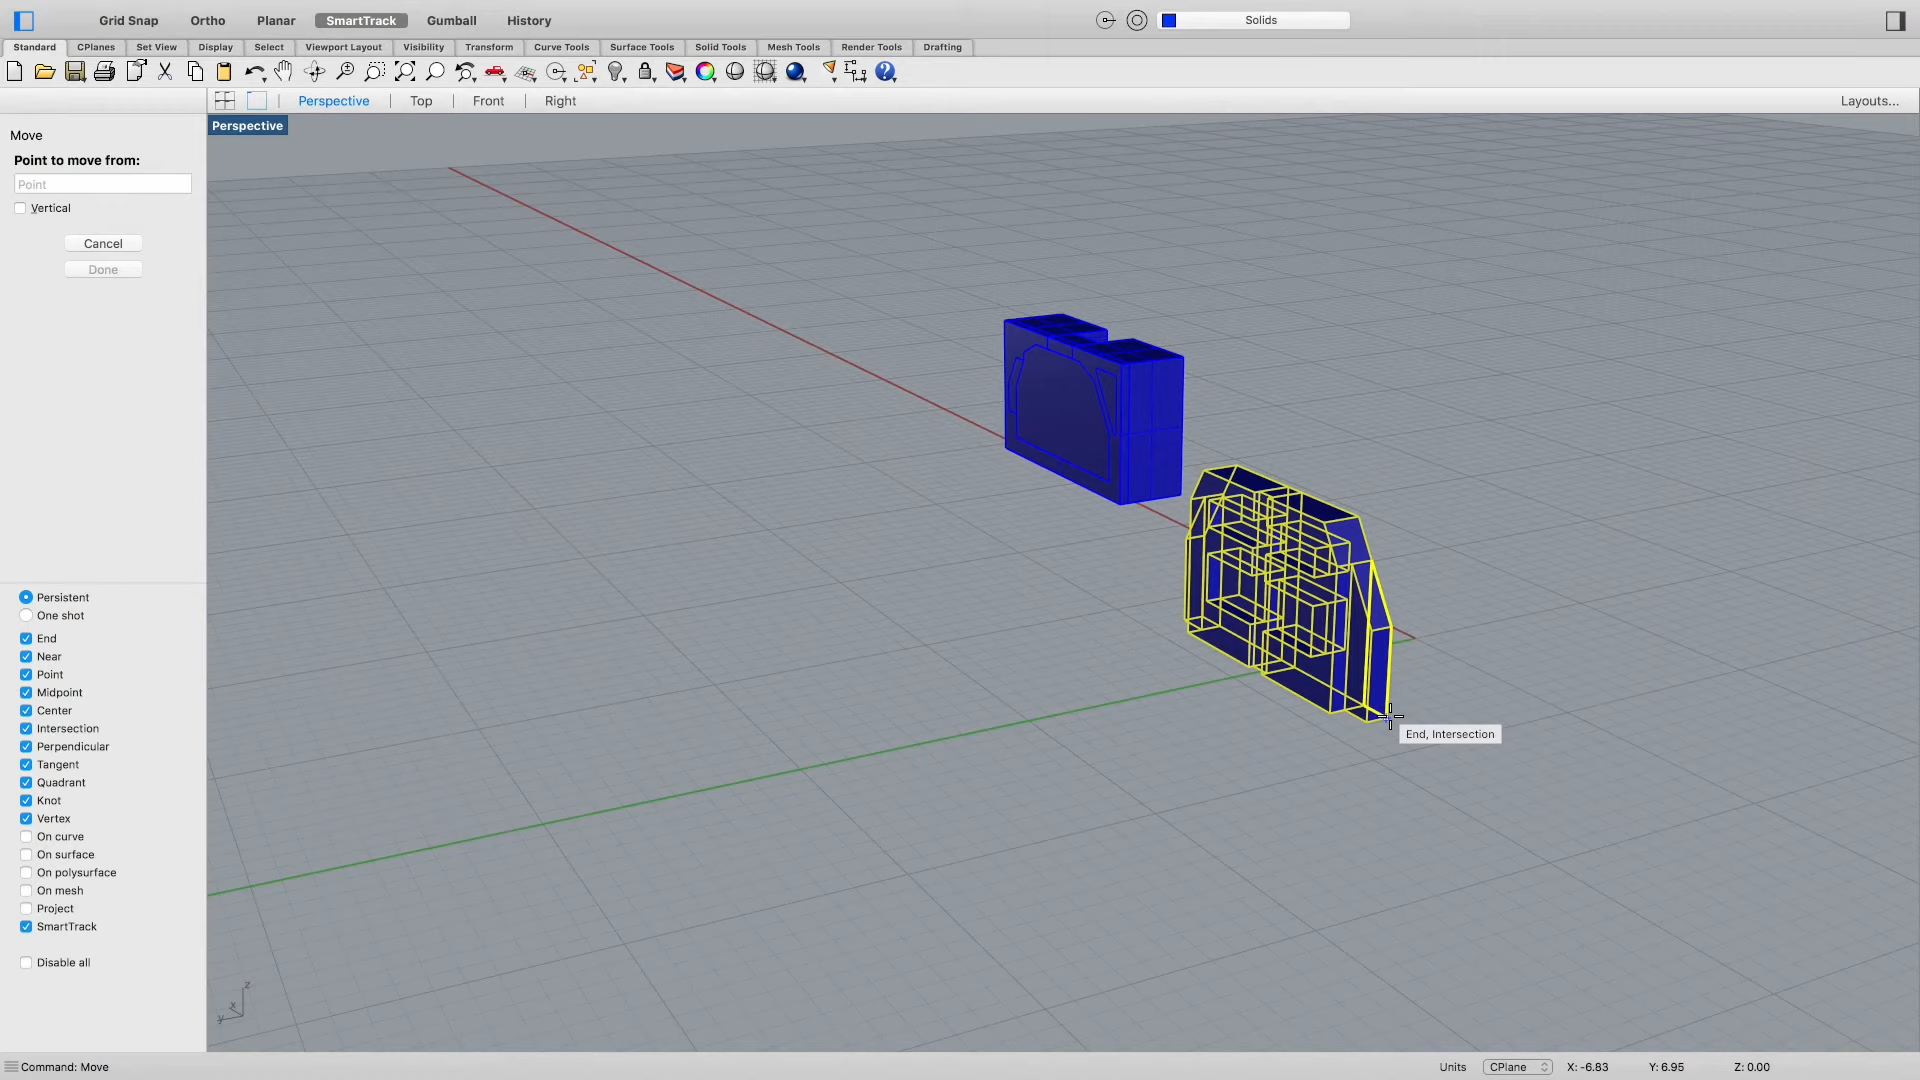 Grid Snap Ortho Planar SmartTrack Gumball History Solids
Standard CPlanes Set View Display Select Viewport Layout Visibility Transform Curve Tools Surface Tools Solid Tools Mesh Tools Render Tools Drafting
Perspective Top Front Right Layouts...
Perspective
Move
Point to move from:
Point
Vertical
Cancel
Done
End, Intersection
Persistent
One shot
End
Near
Point
Midpoint
Center
Intersection
Perpendicular
Tangent
Quadrant
Knot
Vertex
On curve
On surface
On polysurface
On mesh
Project
SmartTrack
Disable all
z
x
y
Command: Move Units CPlane X: -6.83 Y: 6.95 Z: 0.00